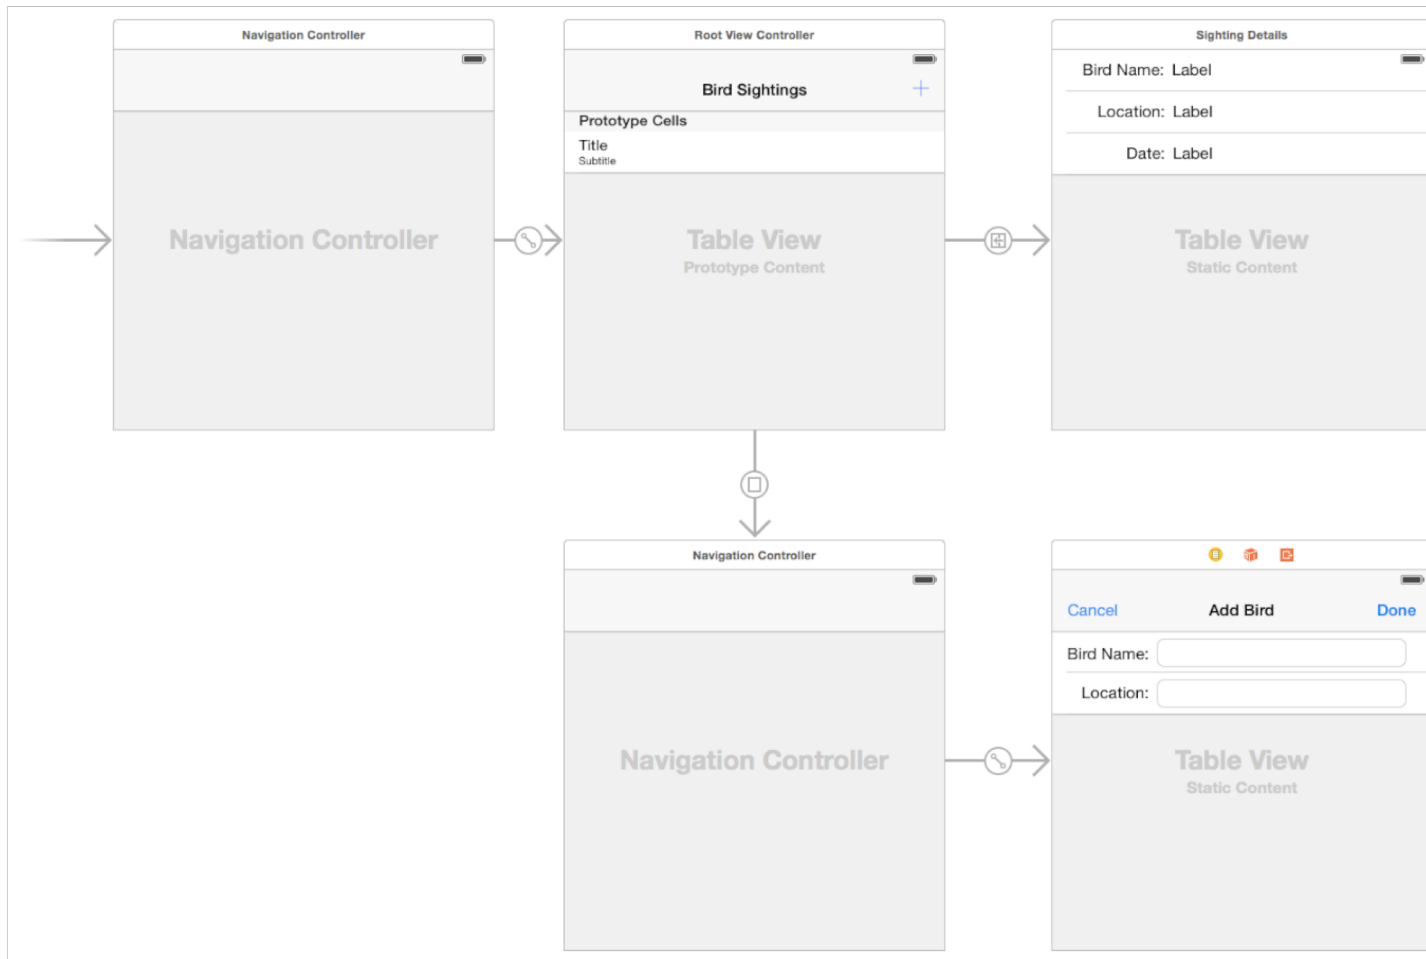 Navigation Controller
Navigation Controller
Root View Controller
Bird Sightings
Prototype Cells
Title
Subtitle
Table View
Prototype Content
Sighting Details
Bird Name: Label
Location: Label
Date: Label
Table View
Static Content
Navigation Controller
Navigation Controller
Cancel Add Bird Done
Bird Name:
Location:
Table View
Static Content